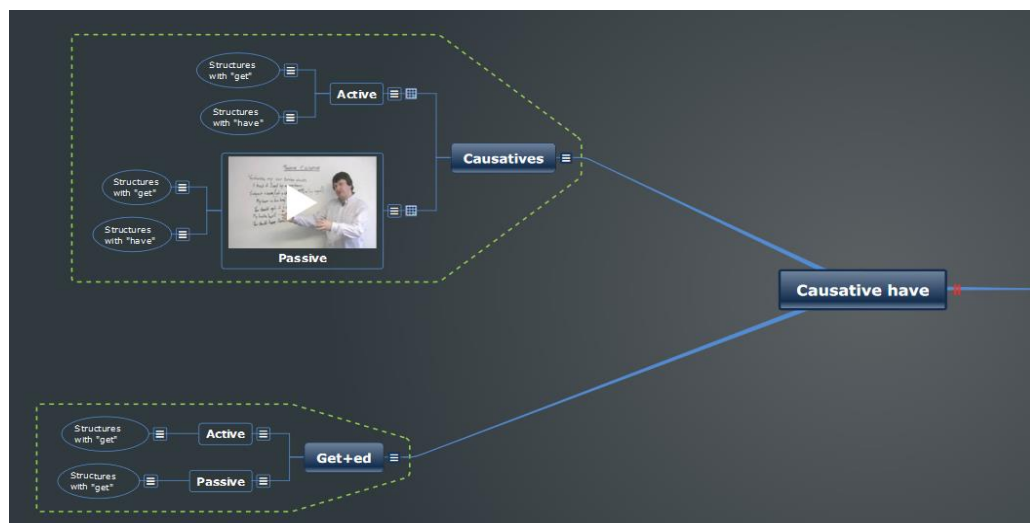 Structures
with "get"
Active
Structures
with "have"
Causatives
Structures
with "get"
Structures
with "have"
Passive
Causative have
Structures
with "get"
Active
Get+ed
Structures
with "get"
Passive